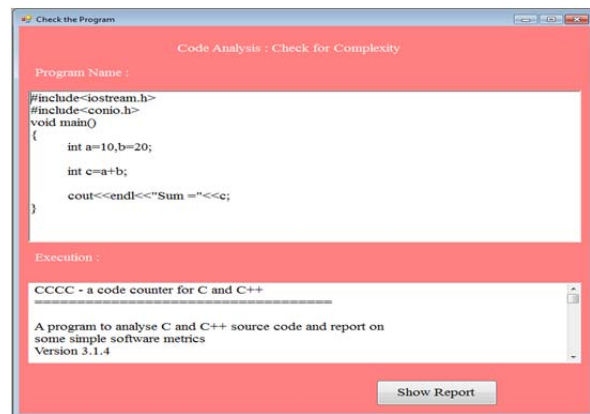 Check the Program
Code Analysis : Check for Complexity
Program Name :
#include<iostream.h>
#include<conio.h>
void main()
{
int a=10,b=20;
int c=a+b;
cout<<endl<<"Sum ="<<c;
}
Execution :
CCCC - a code counter for C and C++
=====================================
A program to analyse C and C++ source code and report on
some simple software metrics
Version 3.1.4
Show Report